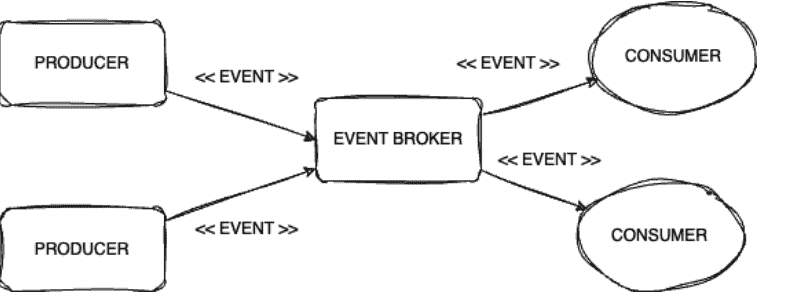 PRODUCER
<< EVENT >>
<< EVENT >>
CONSUMER
EVENT BROKER
<< EVENT >>
PRODUCER
<< EVENT >>
CONSUMER